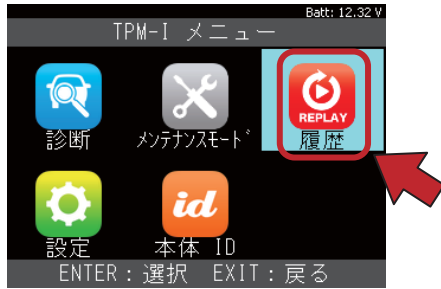 Batt: 12.32 V
TPM-I メニュー
REPLAY
診断 メンテナンスモード 履歴
id
設定 本体 ID
ENTER：選択 EXIT：戻る